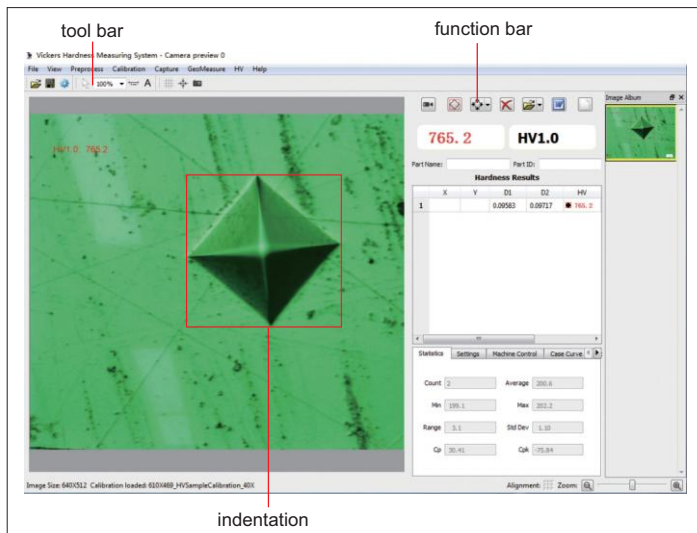 tool bar
function bar
Vickers Hardness Measuring System - Camera preview 0
File View Preprocess Calibration Capture GeoMeasure HV Help
100% A
Image Album
HV1.0 765.2
765.2 HV1.0
Part Name: Part ID:
Hardness Results
X Y D1 D2 HV
1 0.09563 0.09717 765.2
Statistics Settings Machine Control Case Curve
Count 2 Average 200.6
Min 199.1 Max 202.2
Range 5.1 Std Dev 1.10
Cp 30.41 Cpk -75.84
Image Size: 640X512 Calibration loaded: 610X469_HVSampleCalibration_40X
Alignment: Zoom:
indentation